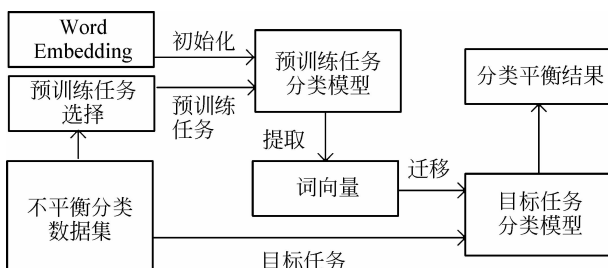 Word
Embedding
初始化
预训练任务
分类模型
分类平衡结果
预训练任务
选择
预训练
任务
提取
不平衡分类
数据集
词向量
迁移
目标任务
分类模型
目标任务